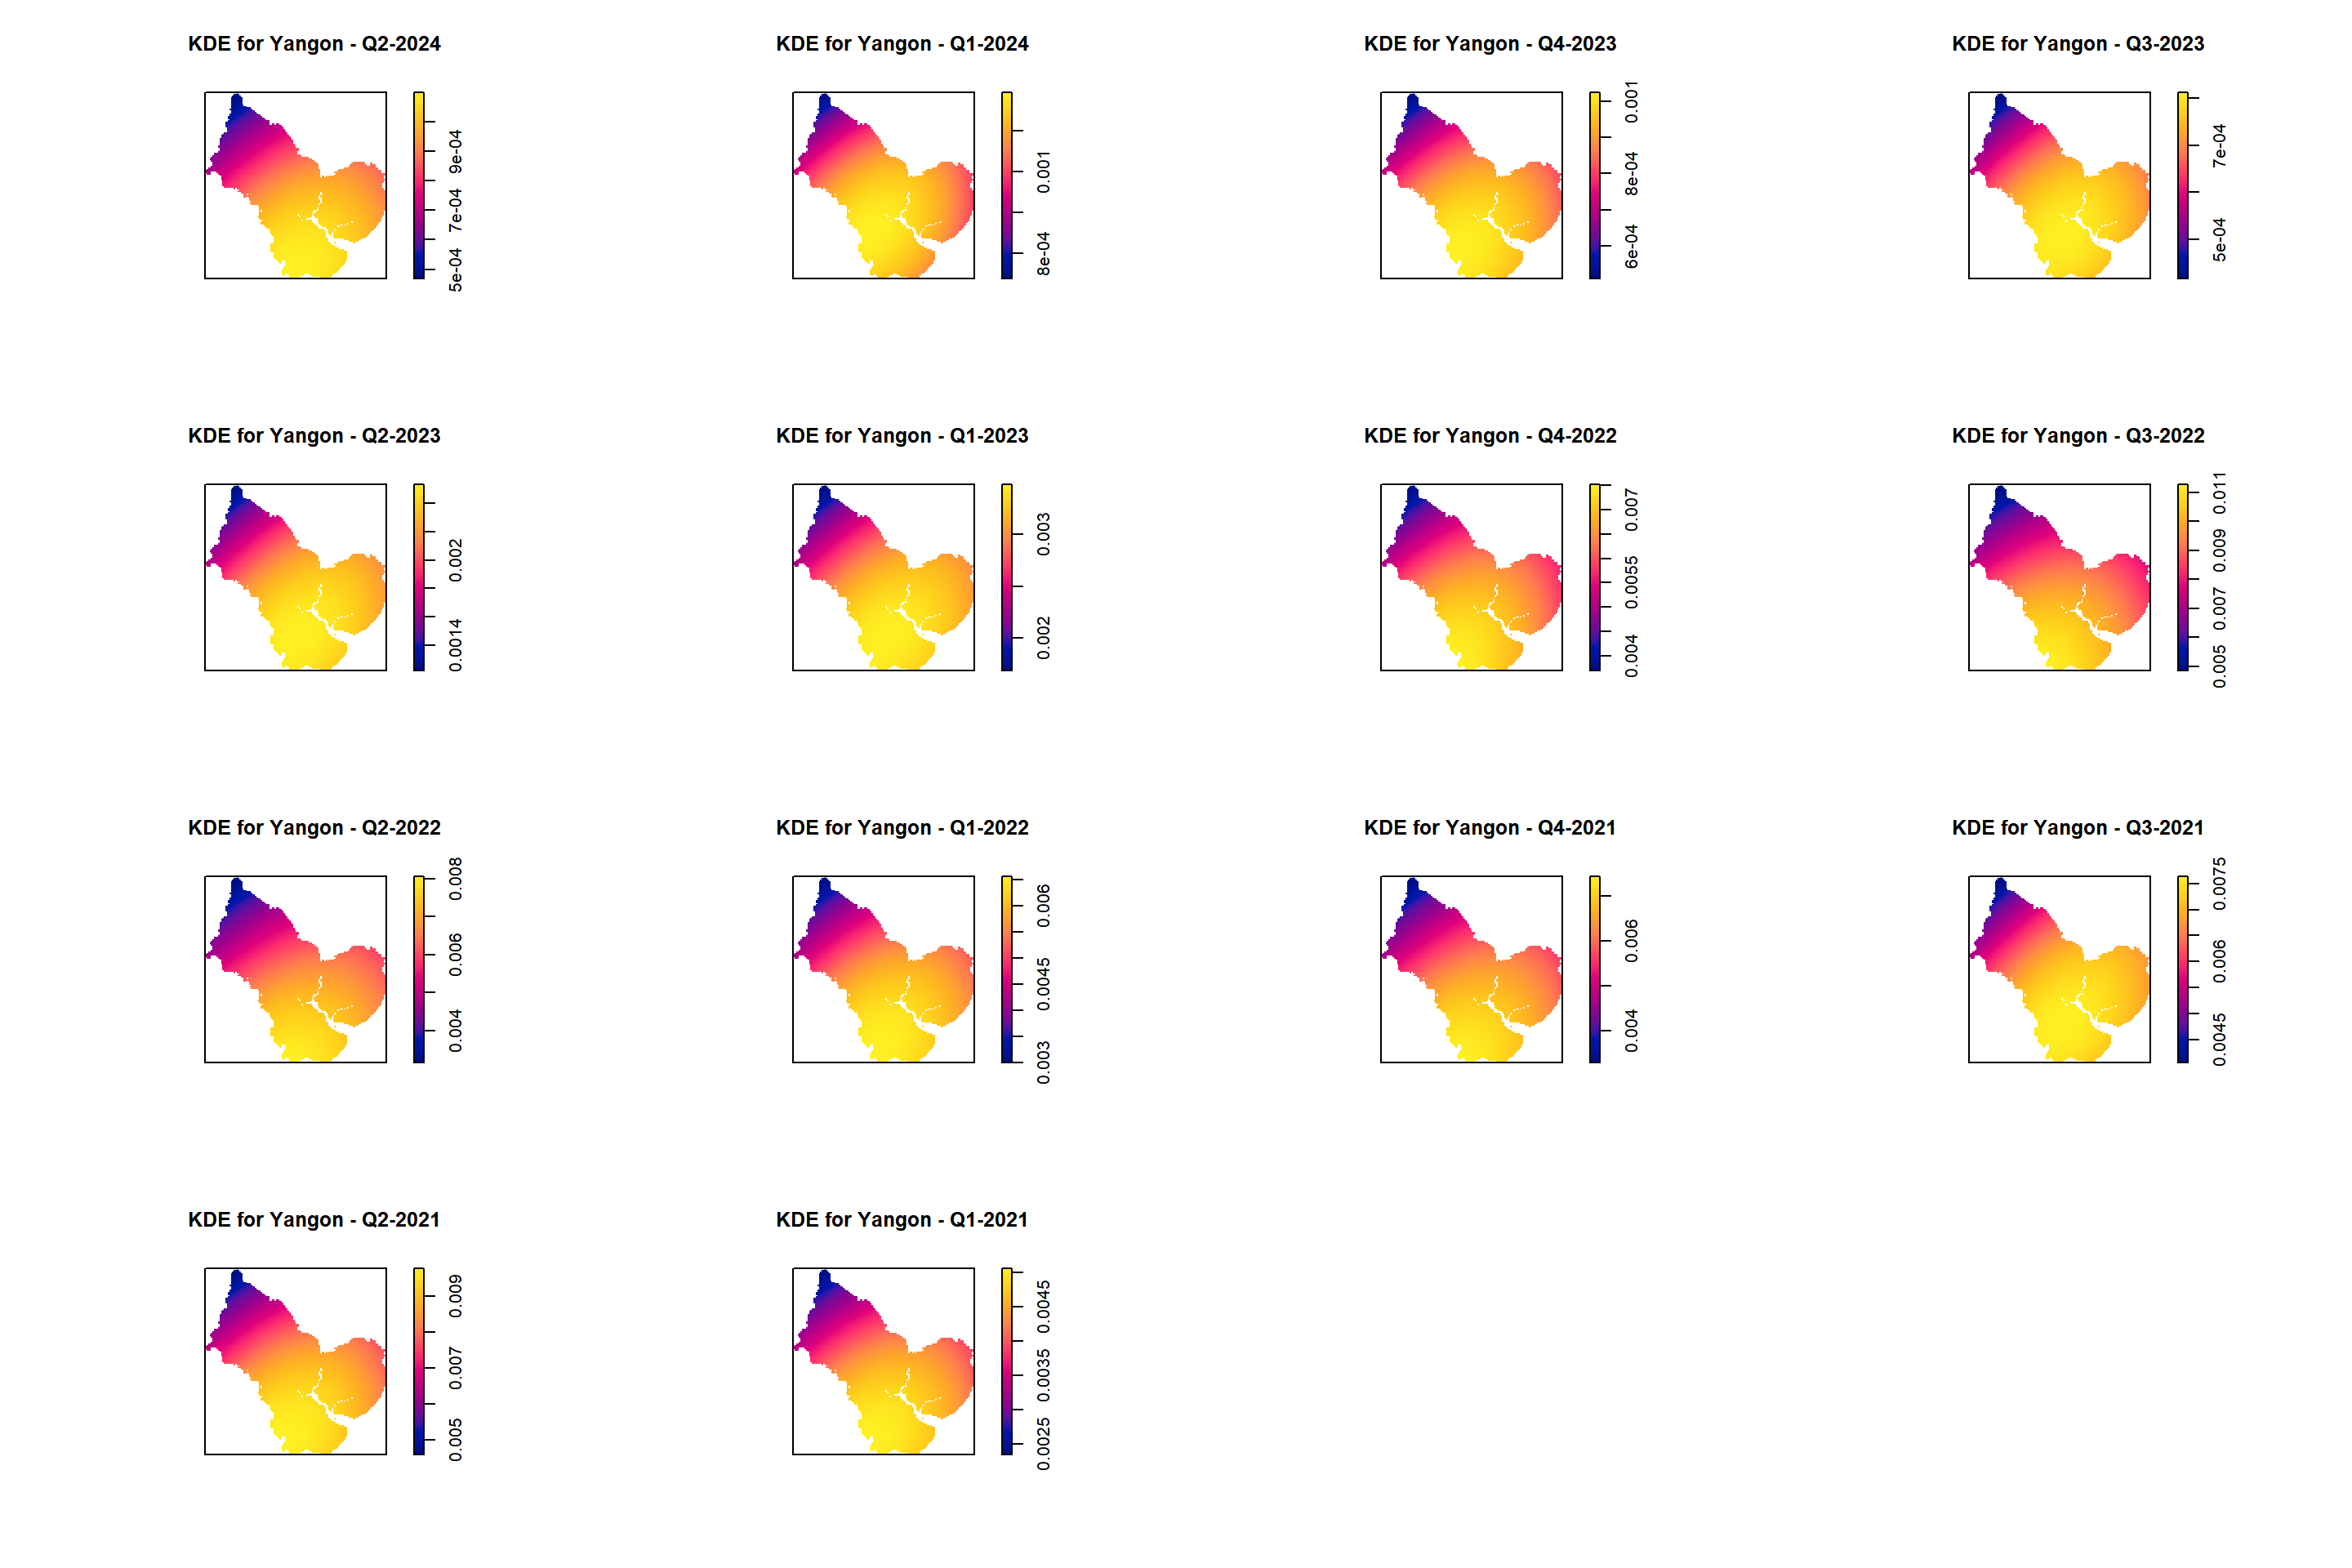 KDE for Yangon - Q2-2024
9e-04
7e-04
5e-04
KDE for Yangon - Q1-2024
0.001
8e-04
KDE for Yangon - Q4-2023
0.001
8e-04
6e-04
KDE for Yangon - Q3-2023
7e-04
5e-04
KDE for Yangon - Q2-2023
0.002
0.0014
KDE for Yangon - Q1-2023
0.003
0.002
KDE for Yangon - Q4-2022
0.007
0.0055
0.004
KDE for Yangon - Q3-2022
0.011
0.009
0.007
0.005
KDE for Yangon - Q2-2022
0.008
0.006
0.004
KDE for Yangon - Q1-2022
0.006
0.0045
0.003
KDE for Yangon - Q4-2021
0.006
0.004
KDE for Yangon - Q3-2021
0.0075
0.006
0.0045
KDE for Yangon - Q2-2021
0.009
0.007
0.005
KDE for Yangon - Q1-2021
0.0045
0.0035
0.0025